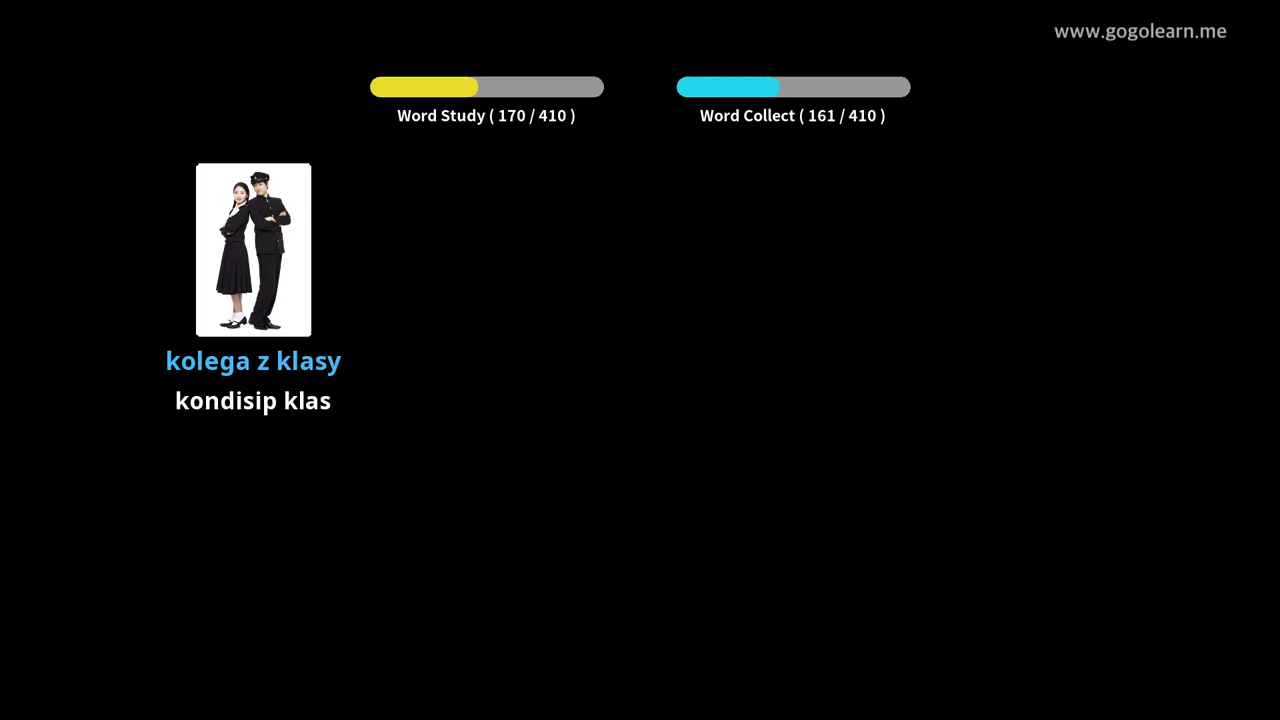 www.gogolearn.me
Word Study ( 170 / 410 )
Word Collect ( 161 / 410 )
kolega z klasy
kondisip klas